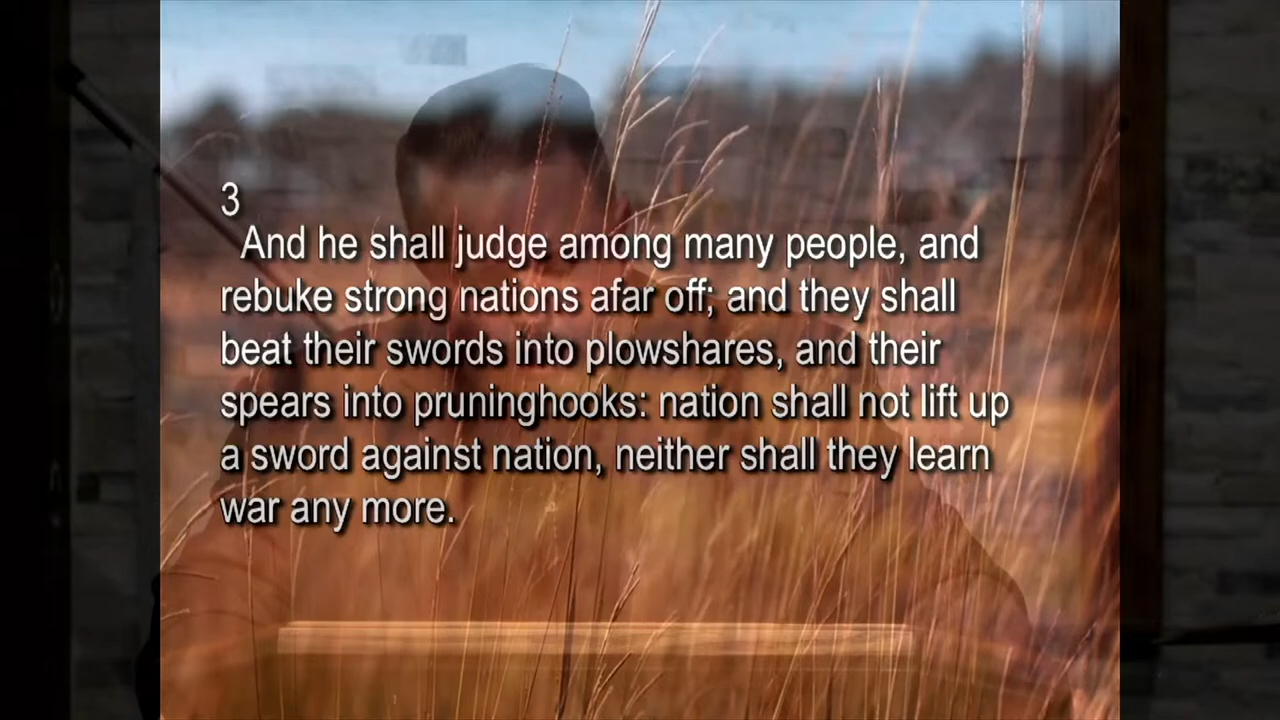 3
And he shall judge among many people, and
rebuke strong nations afar off; and they shall
beat their swords into plowshares, and their
spears into pruninghooks: nation shall not lift up
a sword against nation, neither shall they learn
war any more.